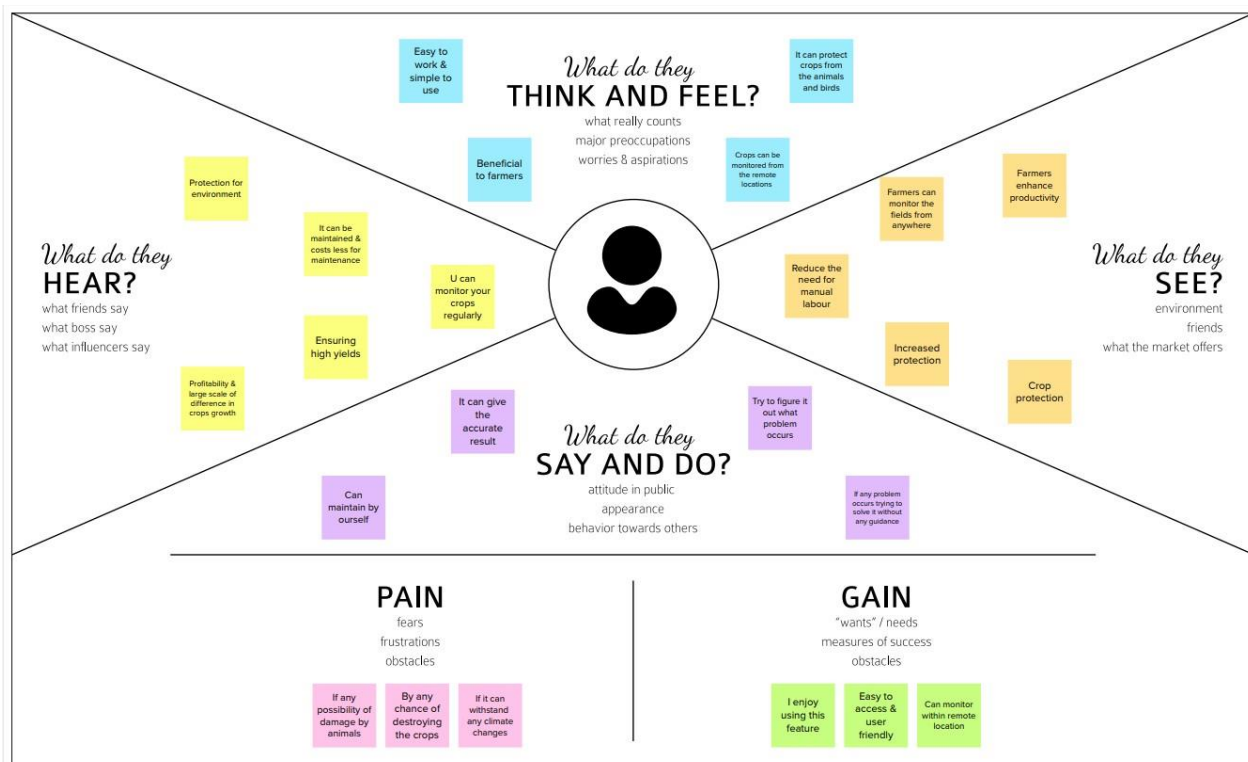 What do they
THINK AND FEEL?
what really counts
major preoccupations
worries & aspirations
Easy to
work &
simple to
use
Beneficial
to farmers
It can protect
crops from
the animals
and birds
Crops can be
monitored from
the remote
locations
What do they
HEAR?
what friends say
what boss say
what influencers say
Protection for
environment
It can be
maintained &
costs less for
maintenance
U can
monitor your
crops
regularly
Ensuring
high yields
Profitability &
large scale of
difference in
crops growth
What do they
SEE?
environment
friends
what the market offers
Farmers can
monitor the
fields from
anywhere
Farmers
enhance
productivity
Reduce the
need for
manual
labour
Increased
protection
Crop
protection
What do they
SAY AND DO?
attitude in public
appearance
behavior towards others
It can give
the
accurate
result
Can
maintain by
ourself
Try to figure it
out what
problem
occurs
If any problem
occurs trying to
solve it without
any guidance
PAIN
fears
frustrations
obstacles
If any
possibility of
damage by
animals
By any
chance of
destroying
the crops
If it can
withstand
any climate
changes
GAIN
"wants" / needs
measures of success
obstacles
I enjoy
using this
feature
Easy to
access &
user
friendly
Can monitor
within remote
location